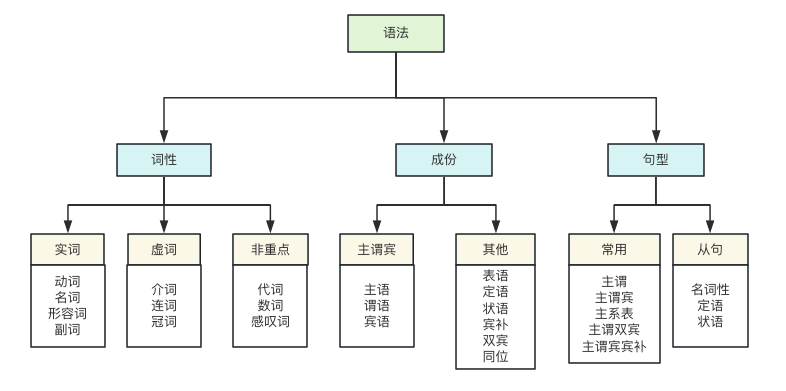 语法
词性
成份
句型
实词
虚词
非重点
主谓宾
其他
常用
从句
动词
名词
形容词
副词
介词
连词
冠词
代词
数词
感叹词
主语
谓语
宾语
表语
定语
状语
宾补
双宾
同位
主谓
主谓宾
主系表
主谓双宾
主谓宾宾补
名词性
定语
状语